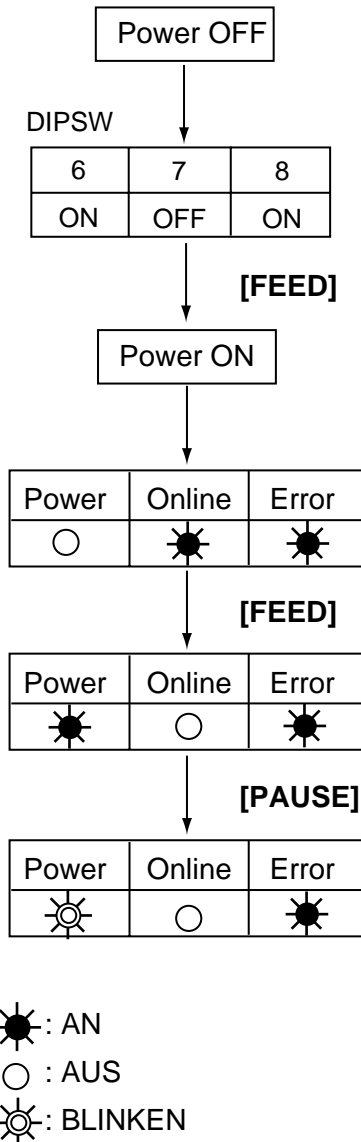 Power OFF
DIPSW
6 7 8
ON OFF ON
[FEED]
Power ON
Power Online Error
[FEED]
Power Online Error
[PAUSE]
Power Online Error
: AN
: AUS
: BLINKEN